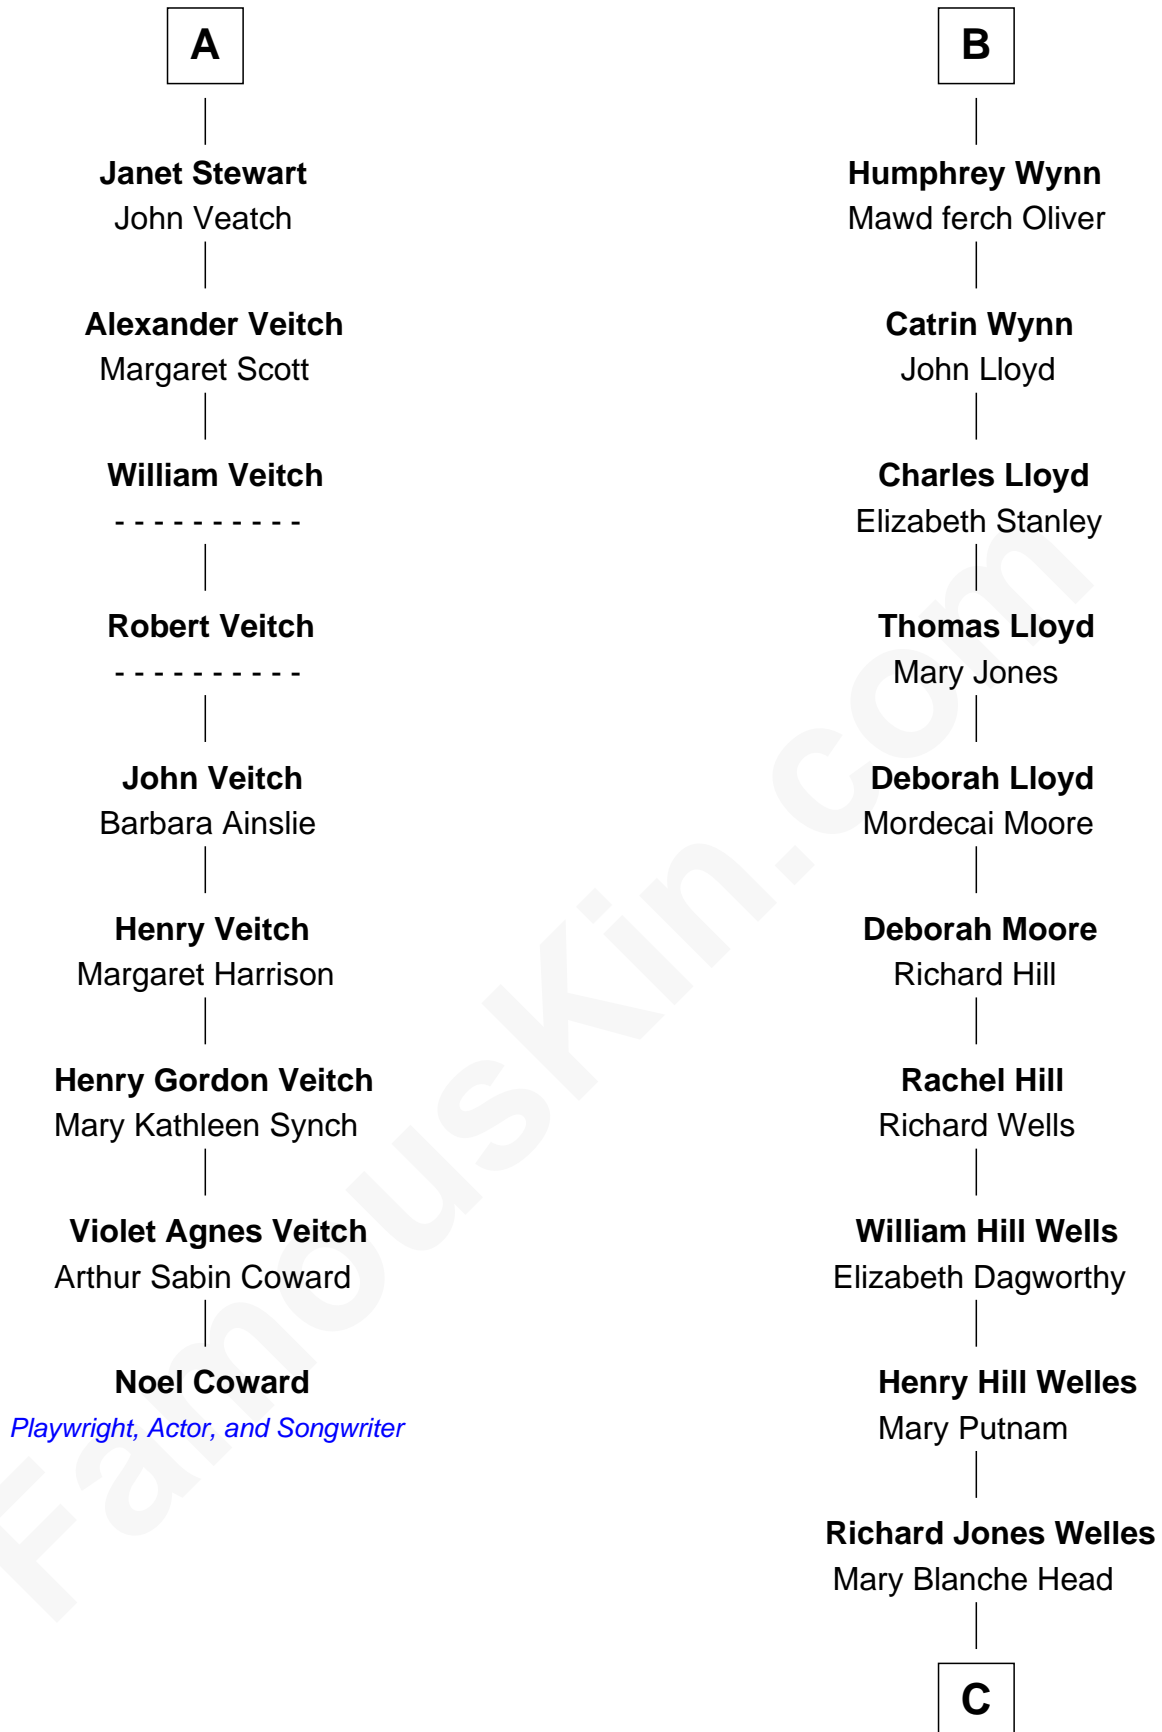 A
Janet Stewart
John Veatch
Alexander Veitch
Margaret Scott
William Veitch
- - - - - - - - - -
Robert Veitch
- - - - - - - - - -
John Veitch
Barbara Ainslie
Henry Veitch
Margaret Harrison
Henry Gordon Veitch
Mary Kathleen Synch
Violet Agnes Veitch
Arthur Sabin Coward
Noel Coward
Playwright, Actor, and Songwriter
B
Humphrey Wynn
Mawd ferch Oliver
Catrin Wynn
John Lloyd
Charles Lloyd
Elizabeth Stanley
Thomas Lloyd
Mary Jones
Deborah Lloyd
Mordecai Moore
Deborah Moore
Richard Hill
Rachel Hill
Richard Wells
William Hill Wells
Elizabeth Dagworthy
Henry Hill Welles
Mary Putnam
Richard Jones Welles
Mary Blanche Head
C
FamousKin.com